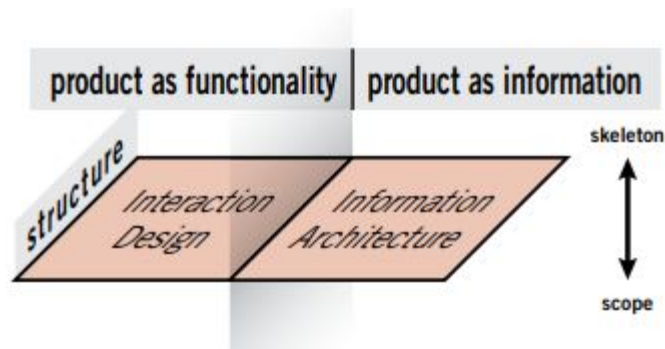 product as functionality
product as information
skeleton
structure
Interaction
Design
Information
Architecture
scope